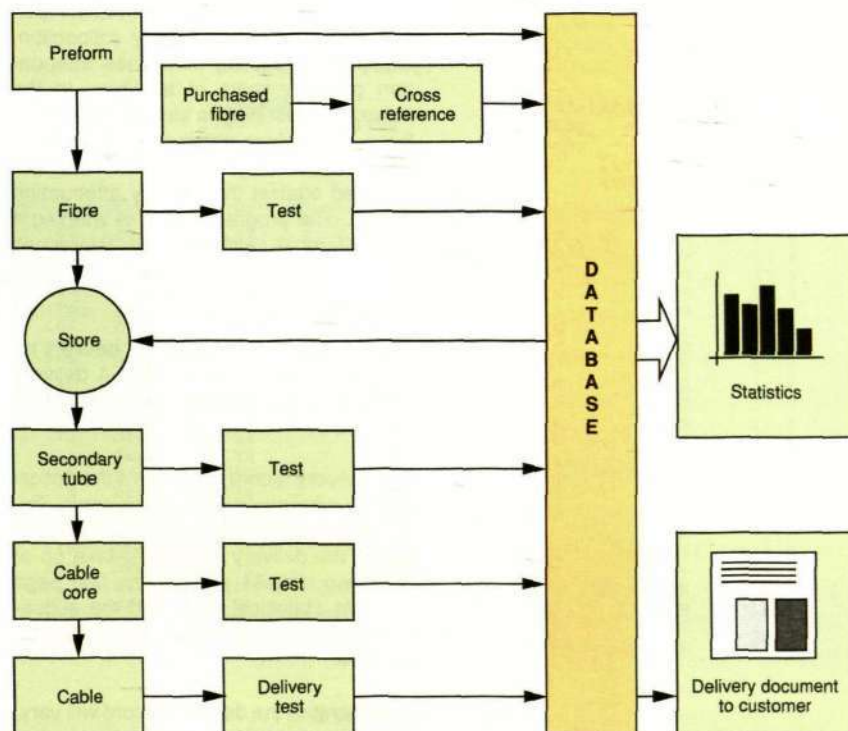 Preform
Purchased
fibre
Cross
reference
Fibre
Test
Store
Secondary
tube
Test
Cable
core
Test
Cable
Delivery
test
DATABASE
Statistics
Delivery document
to customer